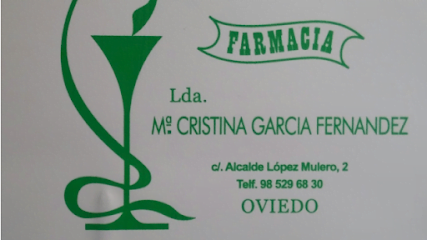 FARMACIA
Lda.
Mª CRISTINA GARCIA FERNANDEZ
c/. Alcalde López Mulero, 2
Telf. 98 529 68 30
OVIEDO